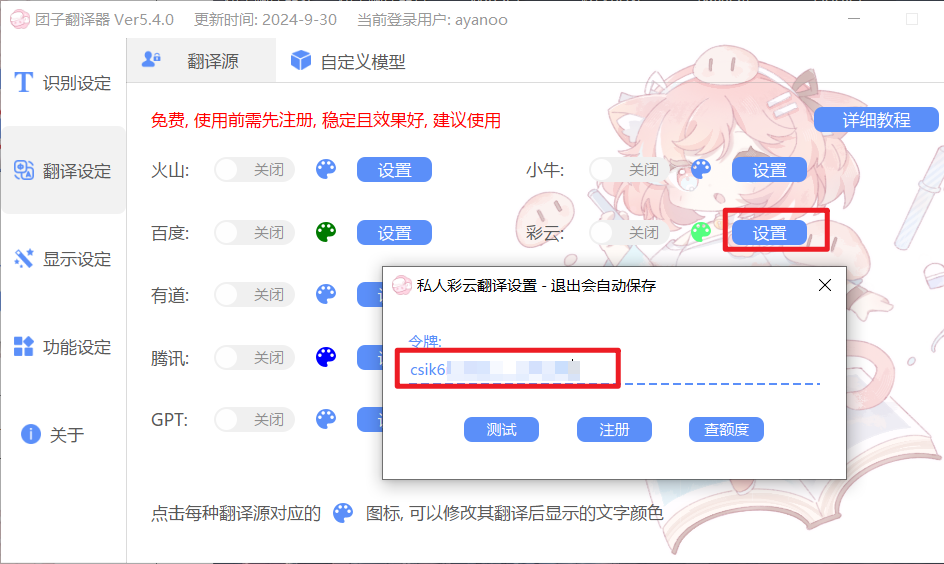 团子翻译器 Ver5.4.0 更新时间: 2024-9-30 当前登录用户: ayanoo
识别设定
翻译设定
显示设定
功能设定
关于
翻译源 自定义模型
免费, 使用前需先注册, 稳定且效果好, 建议使用
详细教程
火山: 关闭 设置 小牛: 关闭 设置
百度: 关闭 设置 彩云: 关闭 设置
有道: 关闭
腾讯: 关闭
GPT: 关闭
私人彩云翻译设置 - 退出会自动保存
令牌:
csik6
测试 注册 查额度
点击每种翻译源对应的 图标, 可以修改其翻译后显示的文字颜色